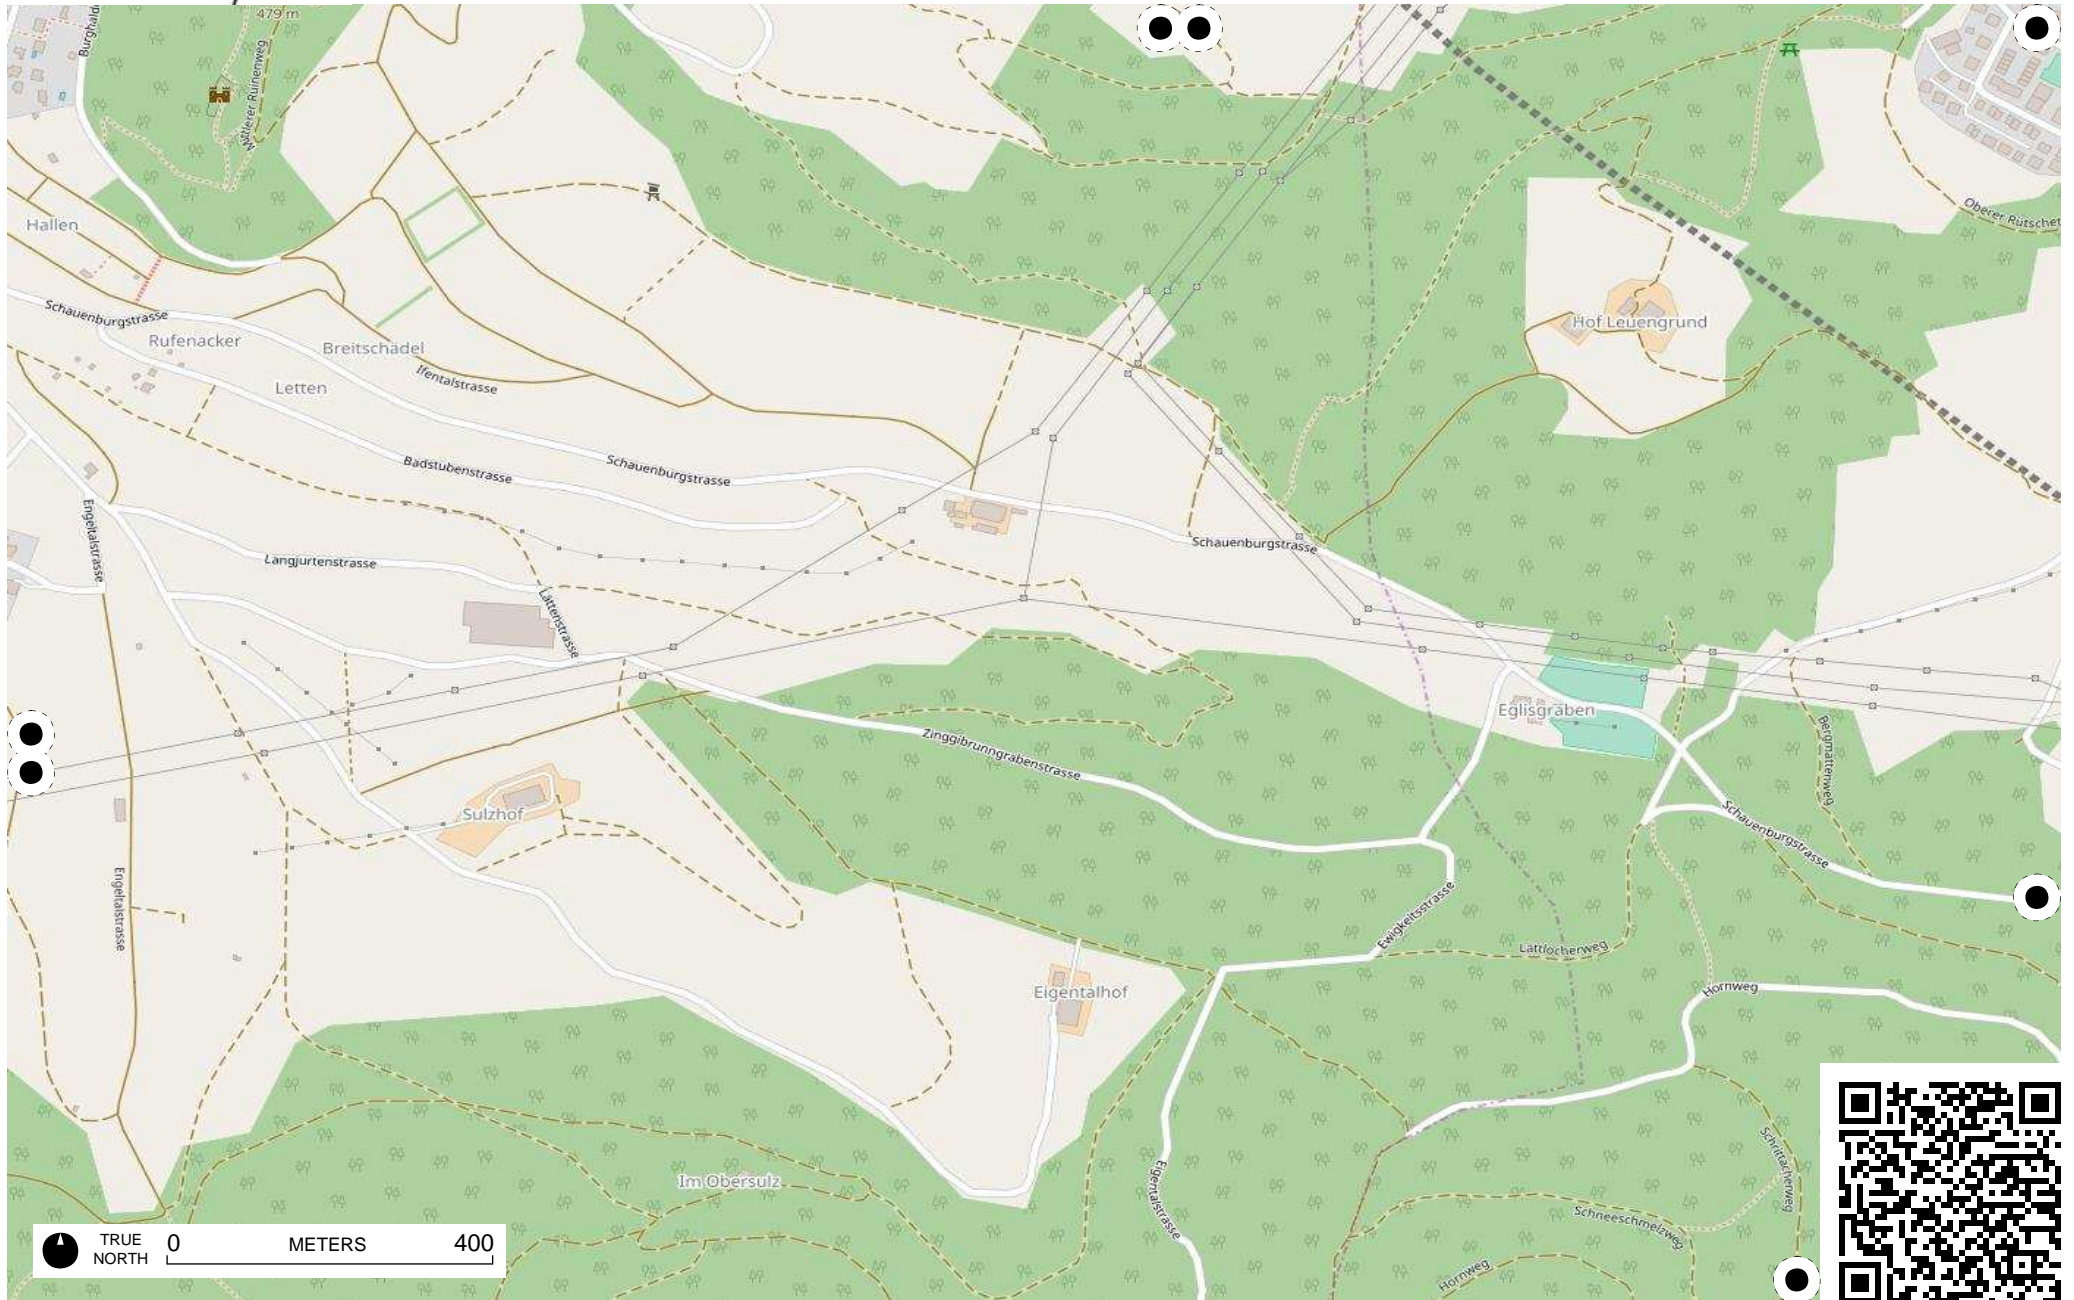 479 m
Burghald
Mittlerer Ruinenweg
Oberer Rütschet
Hallen
Schauenburgstrasse
Hof Leuengrund
Rufenacker
Breitschädel
Letten
Ifentalstrasse
Badstubenstrasse
Schauenburgstrasse
Engeltalstrasse
Schauenburgstrasse
Langjurtenstrasse
Lättenstrasse
Eglisgraben
Bergmattenweg
Zinggibrunngrabenstrasse
Sulzhof
Schauenburgstrasse
Engeltalstrasse
Ewigkeitsstrasse
Lättlocherweg
Eigentalhof
Hornweg
Schrittacherweg
Im Obersulz
Eigentalstrasse
Schneeschmelzweg
Hornweg
TRUE
NORTH
0 METERS 400